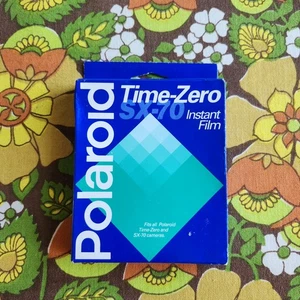 Polaroid
Time-Zero
SX-70
Instant
Film
Fits all Polaroid
Time-Zero and
SX-70 cameras.